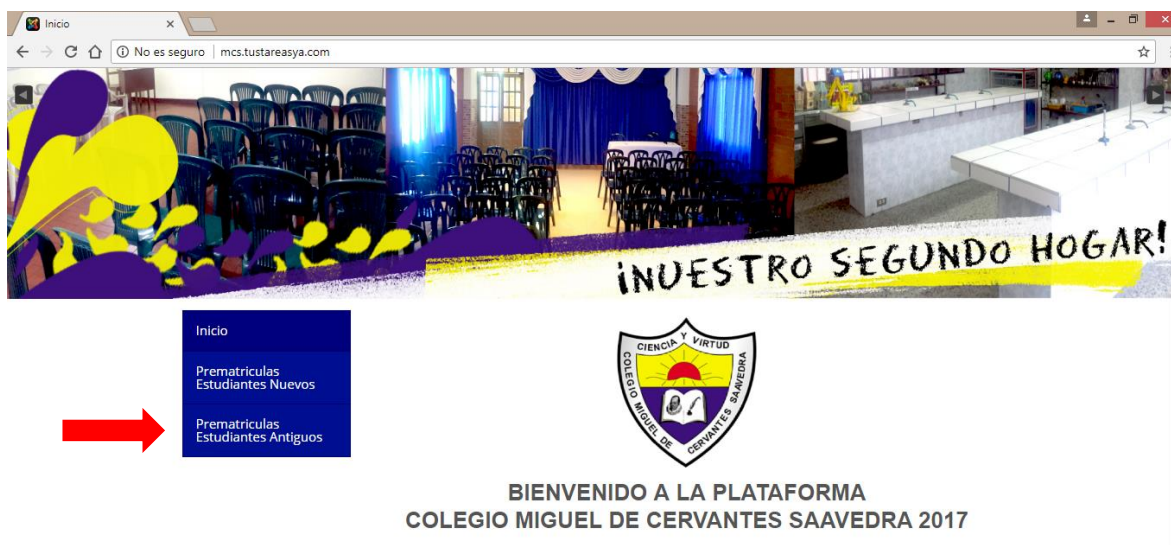 Inicio
No es seguro mcs.tustareasya.com
¡NUESTRO SEGUNDO HOGAR!
Inicio
Prematriculas
Estudiantes Nuevos
Prematriculas
Estudiantes Antiguos
CIENCIA Y VIRTUD
COLEGIO MIGUEL DE CERVANTES SAAVEDRA
BIENVENIDO A LA PLATAFORMA
COLEGIO MIGUEL DE CERVANTES SAAVEDRA 2017